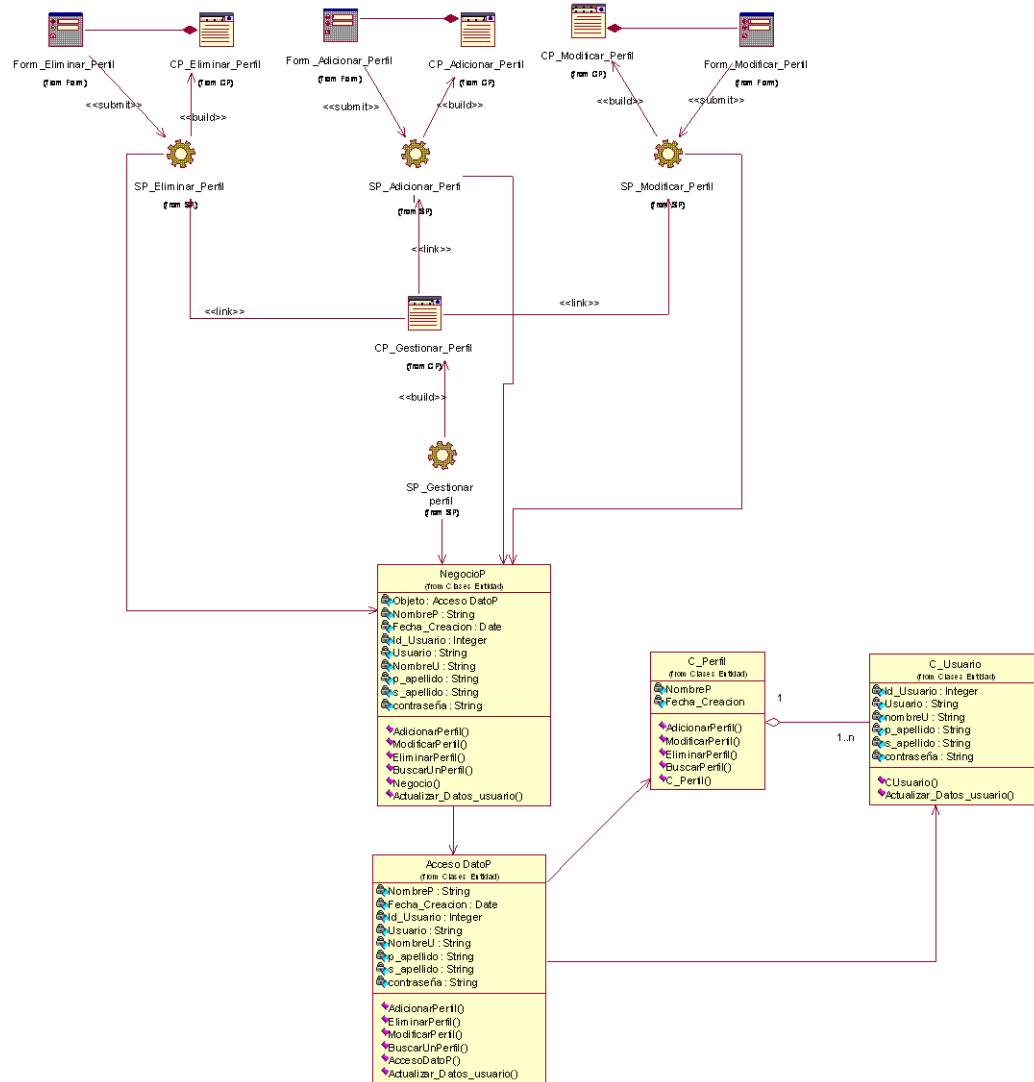 Form_Eliminar_Perfil
(from Form)
CP_Eliminar_Perfil
(from CP)
Form_Adicionar_Perfil
(from Form)
CP_Adicionar_Perfil
(from CP)
CP_Modificar_Perfil
(from CP)
Form_Modificar_Perfil
(from Form)
<<submit>>
<<build>>
<<submit>>
<<build>>
<<build>>
<<submit>>
SP_Eliminar_Perfil
(from SP)
SP_Adicionar_Perfi
l
(from SP)
SP_Modificar_Perfil
(from SP)
<<link>>
<<link>>
<<link>>
CP_Gestionar_Perfil
(from CP)
<<build>>
SP_Gestionar
perfil
(from SP)
NegocioP
(from Clases Entidad)
Objeto : Acceso DatoP
NombreP : String
Fecha_Creacion : Date
Id_Usuario : Integer
Usuario : String
NombreU : String
p_apellido : String
s_apellido : String
contraseña : String
AdicionarPerfil()
ModificarPerfil()
EliminarPerfil()
BuscarUnPerfil()
Negocio()
Actualizar_Datos_usuario()
C_Perfil
(from Clases Entidad)
NombreP
Fecha_Creacion
AdicionarPerfil()
ModificarPerfil()
EliminarPerfil()
BuscarPerfil()
C_Perfil()
1
1..n
C_Usuario
(from Clases Entidad)
Id_Usuario : Integer
Usuario : String
nombreU : String
p_apellido : String
s_apellido : String
contraseña : String
CUsuario()
Actualizar_Datos_usuario()
Acceso DatoP
(from Clases Entidad)
NombreP : String
Fecha_Creacion : Date
Id_Usuario : Integer
Usuario : String
NombreU : String
p_apellido : String
s_apellido : String
contraseña : String
AdicionarPerfil()
EliminarPerfil()
ModificarPerfil()
BuscarUnPerfil()
AccesoDatoP()
Actualizar_Datos_usuario()